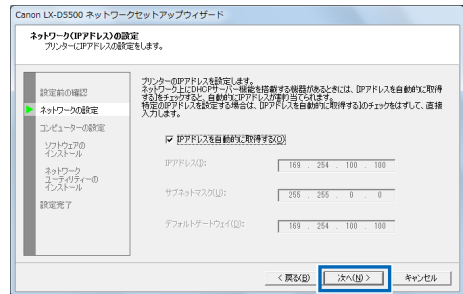 Canon LX-D5500 ネットワークセットアップウィザード
ネットワーク(IPアドレス)の設定
プリンターにIPアドレスの設定をします。
設定前の確認
ネットワークの設定
コンピューターの設定
ソフトウェアの
インストール
ネットワーク
ユーティリティーの
インストール
設定完了
プリンターのIPアドレスを設定します。
ネットワーク上にDHCPサーバー機能を搭載する機器があるときには、[IPアドレスを自動的に取得
する]をチェックすると、自動的にIPアドレスが割り当てられます。
特定のIPアドレスを設定する場合は、[IPアドレスを自動的に取得する]のチェックをはずして、直接
入力します。
IPアドレスを自動的に取得する(O)
IPアドレス(I): 169 . 254 . 100 . 100
サブネットマスク(U): 255 . 255 . 0 . 0
デフォルトゲートウェイ(D): 169 . 254 . 100 . 100
< 戻る(B) 次へ(N) > キャンセル